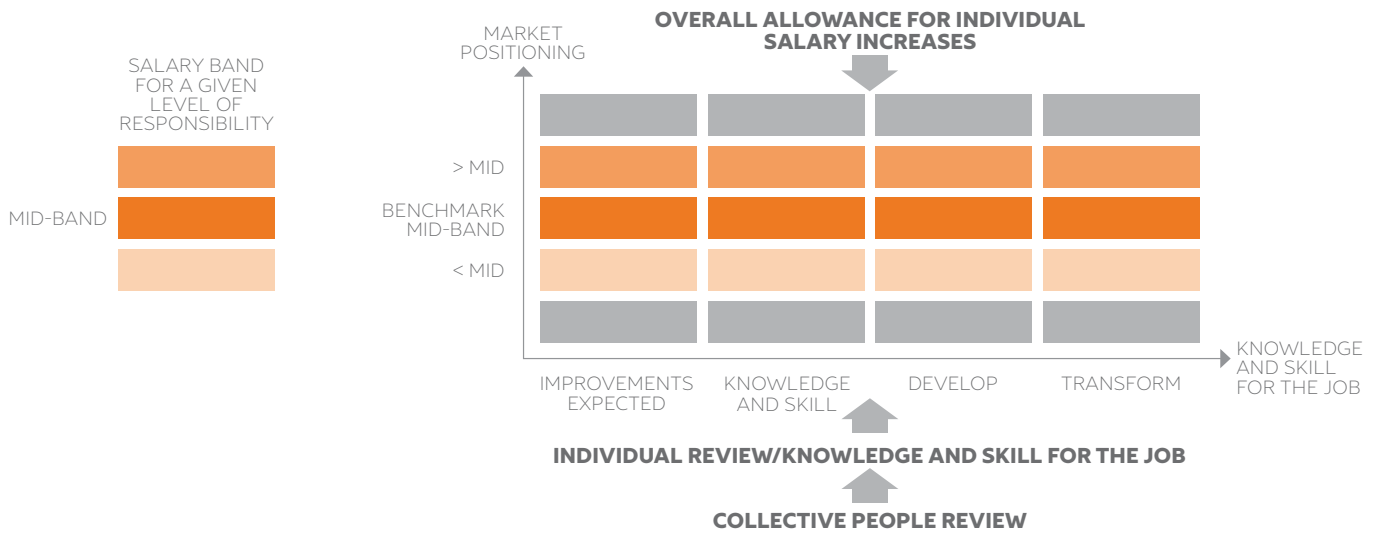 OVERALL ALLOWANCE FOR INDIVIDUAL
SALARY INCREASES
MARKET
POSITIONING
SALARY BAND
FOR A GIVEN
LEVEL OF
RESPONSIBILITY
MID-BAND
> MID
BENCHMARK
MID-BAND
< MID
KNOWLEDGE
AND SKILL
FOR THE JOB
IMPROVEMENTS
EXPECTED
KNOWLEDGE
AND SKILL
DEVELOP
TRANSFORM
INDIVIDUAL REVIEW/KNOWLEDGE AND SKILL FOR THE JOB
COLLECTIVE PEOPLE REVIEW